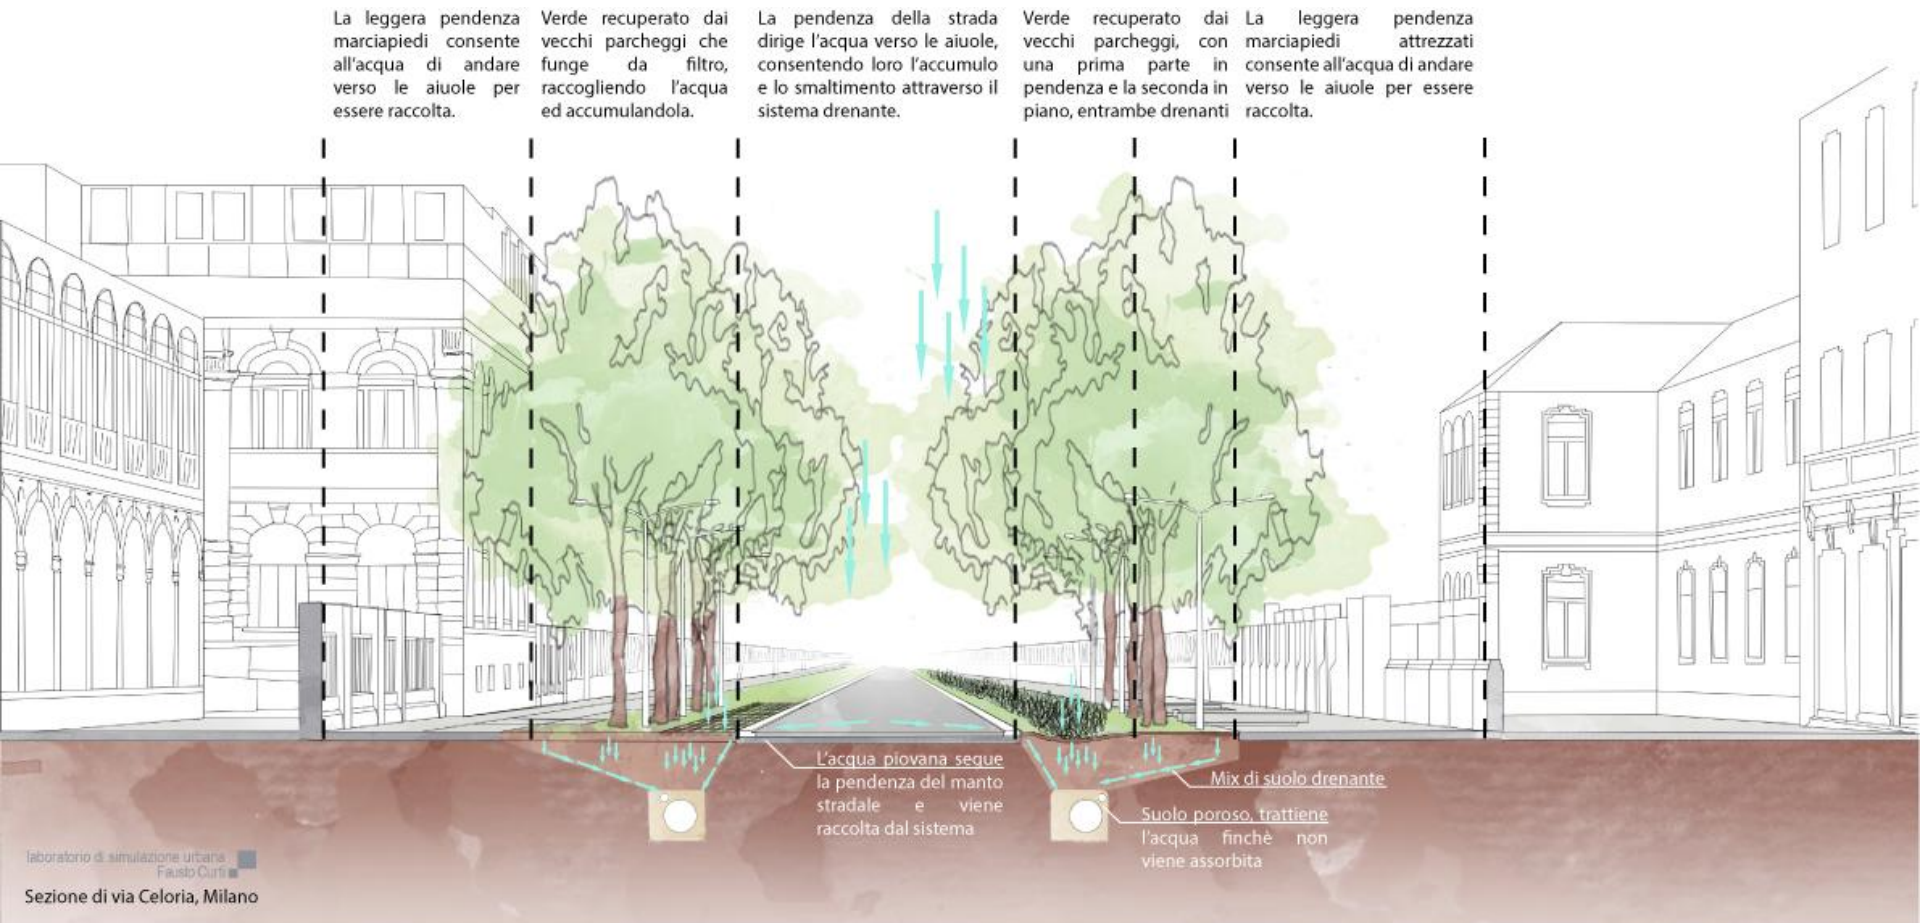 La leggera pendenza
marciapiedi consente
all'acqua di andare
verso le aiuole per
essere raccolta.
Verde recuperato dai
vecchi parcheggi che
funge da filtro,
raccogliendo l'acqua
ed accumulandola.
La pendenza della strada
dirige l'acqua verso le aiuole,
consentendo loro l'accumulo
e lo smaltimento attraverso il
sistema drenante.
Verde recuperato dai
vecchi parcheggi, con
una prima parte in
pendenza e la seconda in
piano, entrambe drenanti
La leggera pendenza
marciapiedi attrezzati
consente all'acqua di andare
verso le aiuole per essere
raccolta.
L'acqua piovana segue
la pendenza del manto
stradale e viene
raccolta dal sistema
Mix di suolo drenante
Suolo poroso, trattiene
l'acqua finchè non
viene assorbita
laboratorio di simulazione urbana
Fausto Curti
Sezione di via Celoria, Milano